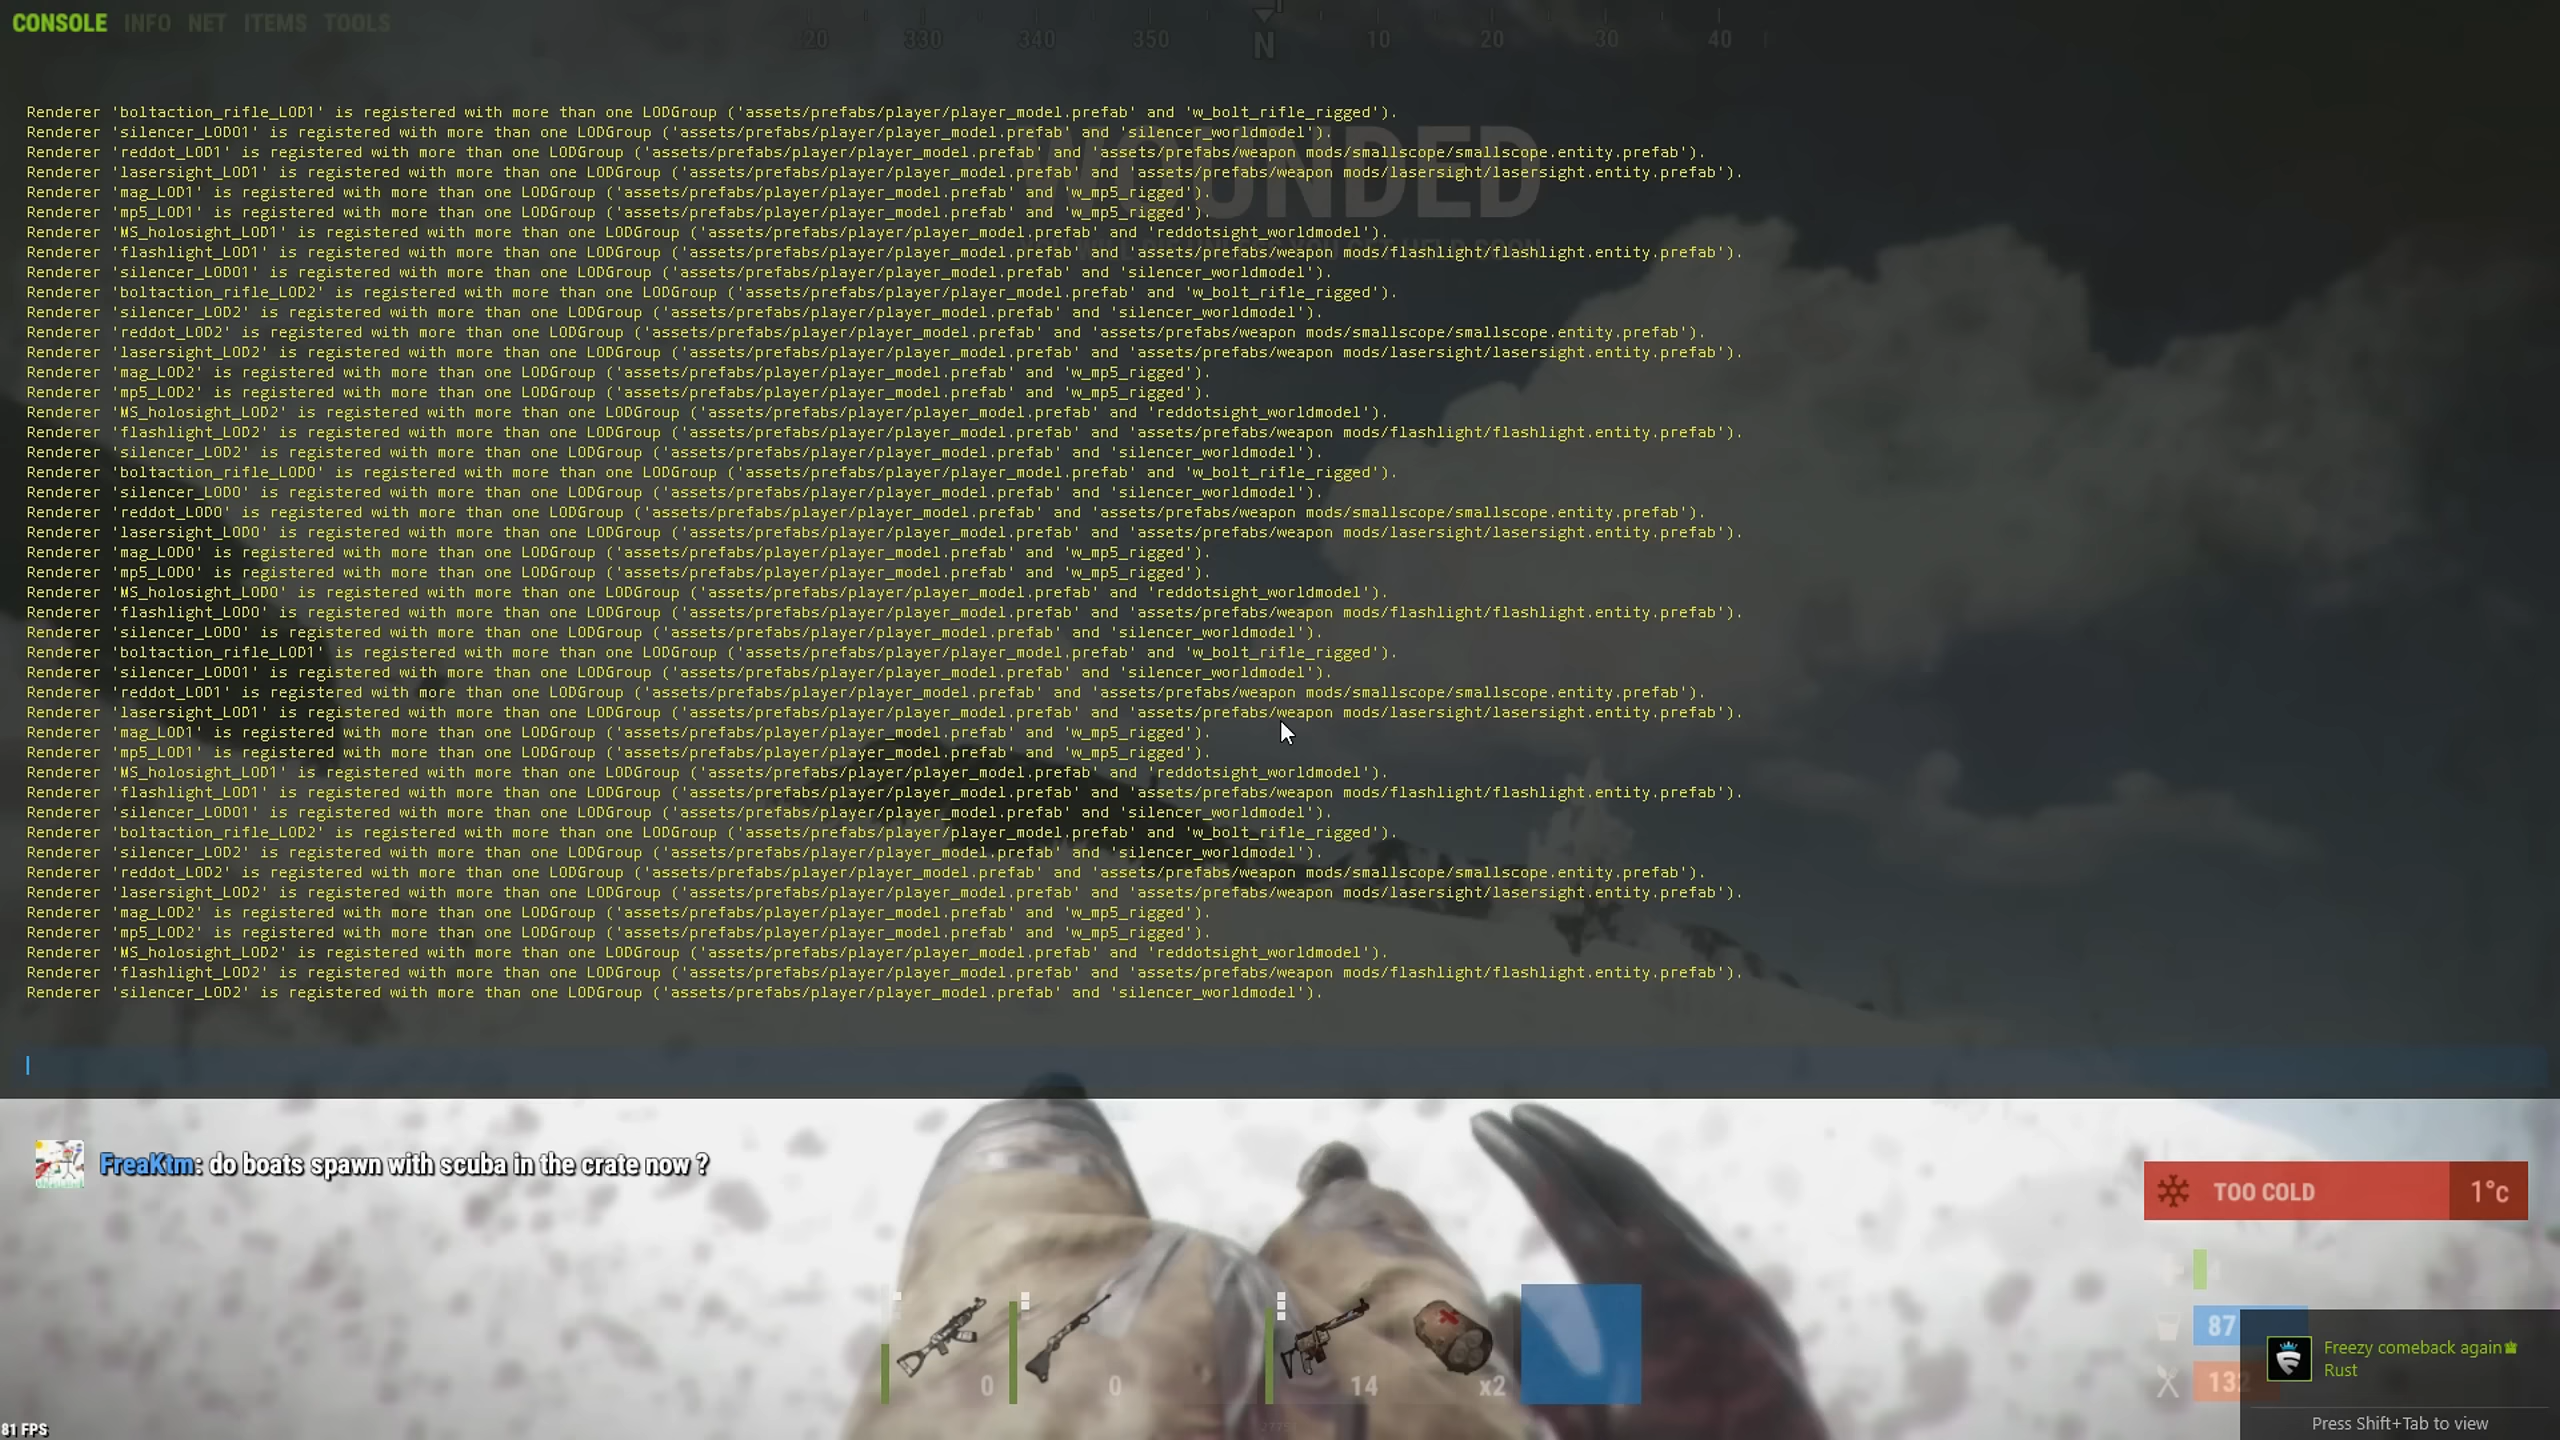 CONSOLE INFO NET ITEMS TOOLS
20 330 340 350 N 10 20 30 40
WOUNDED
Renderer 'boltaction_rifle_LOD1' is registered with more than one LODGroup ('assets/prefabs/player/player_model.prefab' and 'w_bolt_rifle_rigged').
Renderer 'silencer_LOD01' is registered with more than one LODGroup ('assets/prefabs/player/player_model.prefab' and 'silencer_worldmodel').
Renderer 'reddot_LOD1' is registered with more than one LODGroup ('assets/prefabs/player/player_model.prefab' and 'assets/prefabs/weapon mods/smallscope/smallscope.entity.prefab').
Renderer 'lasersight_LOD1' is registered with more than one LODGroup ('assets/prefabs/player/player_model.prefab' and 'assets/prefabs/weapon mods/lasersight/lasersight.entity.prefab').
Renderer 'mag_LOD1' is registered with more than one LODGroup ('assets/prefabs/player/player_model.prefab' and 'w_mp5_rigged').
Renderer 'mp5_LOD1' is registered with more than one LODGroup ('assets/prefabs/player/player_model.prefab' and 'w_mp5_rigged').
Renderer 'MS_holosight_LOD1' is registered with more than one LODGroup ('assets/prefabs/player/player_model.prefab' and 'reddotsight_worldmodel').
Renderer 'flashlight_LOD1' is registered with more than one LODGroup ('assets/prefabs/player/player_model.prefab' and 'assets/prefabs/weapon mods/flashlight/flashlight.entity.prefab').
Renderer 'silencer_LOD01' is registered with more than one LODGroup ('assets/prefabs/player/player_model.prefab' and 'silencer_worldmodel').
Renderer 'boltaction_rifle_LOD2' is registered with more than one LODGroup ('assets/prefabs/player/player_model.prefab' and 'w_bolt_rifle_rigged').
Renderer 'silencer_LOD2' is registered with more than one LODGroup ('assets/prefabs/player/player_model.prefab' and 'silencer_worldmodel').
Renderer 'reddot_LOD2' is registered with more than one LODGroup ('assets/prefabs/player/player_model.prefab' and 'assets/prefabs/weapon mods/smallscope/smallscope.entity.prefab').
Renderer 'lasersight_LOD2' is registered with more than one LODGroup ('assets/prefabs/player/player_model.prefab' and 'assets/prefabs/weapon mods/lasersight/lasersight.entity.prefab').
Renderer 'mag_LOD2' is registered with more than one LODGroup ('assets/prefabs/player/player_model.prefab' and 'w_mp5_rigged').
Renderer 'mp5_LOD2' is registered with more than one LODGroup ('assets/prefabs/player/player_model.prefab' and 'w_mp5_rigged').
Renderer 'MS_holosight_LOD2' is registered with more than one LODGroup ('assets/prefabs/player/player_model.prefab' and 'reddotsight_worldmodel').
Renderer 'flashlight_LOD2' is registered with more than one LODGroup ('assets/prefabs/player/player_model.prefab' and 'assets/prefabs/weapon mods/flashlight/flashlight.entity.prefab').
Renderer 'silencer_LOD2' is registered with more than one LODGroup ('assets/prefabs/player/player_model.prefab' and 'silencer_worldmodel').
Renderer 'boltaction_rifle_LOD0' is registered with more than one LODGroup ('assets/prefabs/player/player_model.prefab' and 'w_bolt_rifle_rigged').
Renderer 'silencer_LOD0' is registered with more than one LODGroup ('assets/prefabs/player/player_model.prefab' and 'silencer_worldmodel').
Renderer 'reddot_LOD0' is registered with more than one LODGroup ('assets/prefabs/player/player_model.prefab' and 'assets/prefabs/weapon mods/smallscope/smallscope.entity.prefab').
Renderer 'lasersight_LOD0' is registered with more than one LODGroup ('assets/prefabs/player/player_model.prefab' and 'assets/prefabs/weapon mods/lasersight/lasersight.entity.prefab').
Renderer 'mag_LOD0' is registered with more than one LODGroup ('assets/prefabs/player/player_model.prefab' and 'w_mp5_rigged').
Renderer 'mp5_LOD0' is registered with more than one LODGroup ('assets/prefabs/player/player_model.prefab' and 'w_mp5_rigged').
Renderer 'MS_holosight_LOD0' is registered with more than one LODGroup ('assets/prefabs/player/player_model.prefab' and 'reddotsight_worldmodel').
Renderer 'flashlight_LOD0' is registered with more than one LODGroup ('assets/prefabs/player/player_model.prefab' and 'assets/prefabs/weapon mods/flashlight/flashlight.entity.prefab').
Renderer 'silencer_LOD0' is registered with more than one LODGroup ('assets/prefabs/player/player_model.prefab' and 'silencer_worldmodel').
Renderer 'boltaction_rifle_LOD1' is registered with more than one LODGroup ('assets/prefabs/player/player_model.prefab' and 'w_bolt_rifle_rigged').
Renderer 'silencer_LOD01' is registered with more than one LODGroup ('assets/prefabs/player/player_model.prefab' and 'silencer_worldmodel').
Renderer 'reddot_LOD1' is registered with more than one LODGroup ('assets/prefabs/player/player_model.prefab' and 'assets/prefabs/weapon mods/smallscope/smallscope.entity.prefab').
Renderer 'lasersight_LOD1' is registered with more than one LODGroup ('assets/prefabs/player/player_model.prefab' and 'assets/prefabs/weapon mods/lasersight/lasersight.entity.prefab').
Renderer 'mag_LOD1' is registered with more than one LODGroup ('assets/prefabs/player/player_model.prefab' and 'w_mp5_rigged').
Renderer 'mp5_LOD1' is registered with more than one LODGroup ('assets/prefabs/player/player_model.prefab' and 'w_mp5_rigged').
Renderer 'MS_holosight_LOD1' is registered with more than one LODGroup ('assets/prefabs/player/player_model.prefab' and 'reddotsight_worldmodel').
Renderer 'flashlight_LOD1' is registered with more than one LODGroup ('assets/prefabs/player/player_model.prefab' and 'assets/prefabs/weapon mods/flashlight/flashlight.entity.prefab').
Renderer 'silencer_LOD01' is registered with more than one LODGroup ('assets/prefabs/player/player_model.prefab' and 'silencer_worldmodel').
Renderer 'boltaction_rifle_LOD2' is registered with more than one LODGroup ('assets/prefabs/player/player_model.prefab' and 'w_bolt_rifle_rigged').
Renderer 'silencer_LOD2' is registered with more than one LODGroup ('assets/prefabs/player/player_model.prefab' and 'silencer_worldmodel').
Renderer 'reddot_LOD2' is registered with more than one LODGroup ('assets/prefabs/player/player_model.prefab' and 'assets/prefabs/weapon mods/smallscope/smallscope.entity.prefab').
Renderer 'lasersight_LOD2' is registered with more than one LODGroup ('assets/prefabs/player/player_model.prefab' and 'assets/prefabs/weapon mods/lasersight/lasersight.entity.prefab').
Renderer 'mag_LOD2' is registered with more than one LODGroup ('assets/prefabs/player/player_model.prefab' and 'w_mp5_rigged').
Renderer 'mp5_LOD2' is registered with more than one LODGroup ('assets/prefabs/player/player_model.prefab' and 'w_mp5_rigged').
Renderer 'MS_holosight_LOD2' is registered with more than one LODGroup ('assets/prefabs/player/player_model.prefab' and 'reddotsight_worldmodel').
Renderer 'flashlight_LOD2' is registered with more than one LODGroup ('assets/prefabs/player/player_model.prefab' and 'assets/prefabs/weapon mods/flashlight/flashlight.entity.prefab').
Renderer 'silencer_LOD2' is registered with more than one LODGroup ('assets/prefabs/player/player_model.prefab' and 'silencer_worldmodel').
FreaKtm: do boats spawn with scuba in the crate now ?
TOO COLD 1°c
87
132
0 0 14 x2
Freezy comeback again
Rust
Press Shift+Tab to view
81 FPS